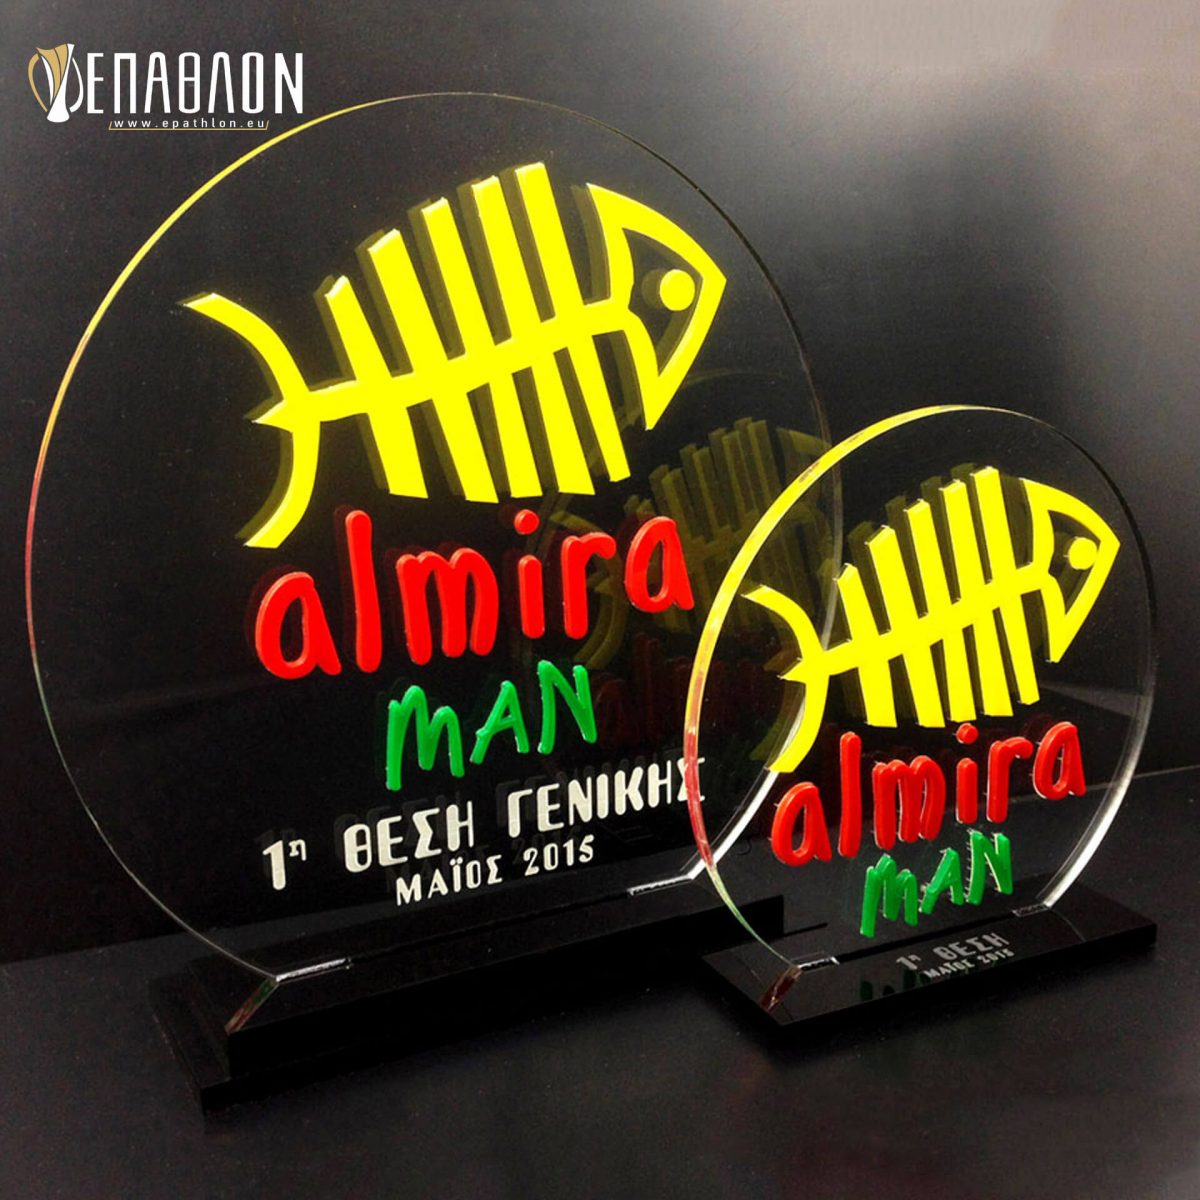 ΕΠΑΘΛΟΝ
www.epathlon.eu
almira
MAN
1η ΘΕΣΗ ΓΕΝΙΚΗΣ
ΜΑΪΟΣ 2015
almira
MAN
1η ΘΕΣΗ
ΜΑΪΟΣ 2015